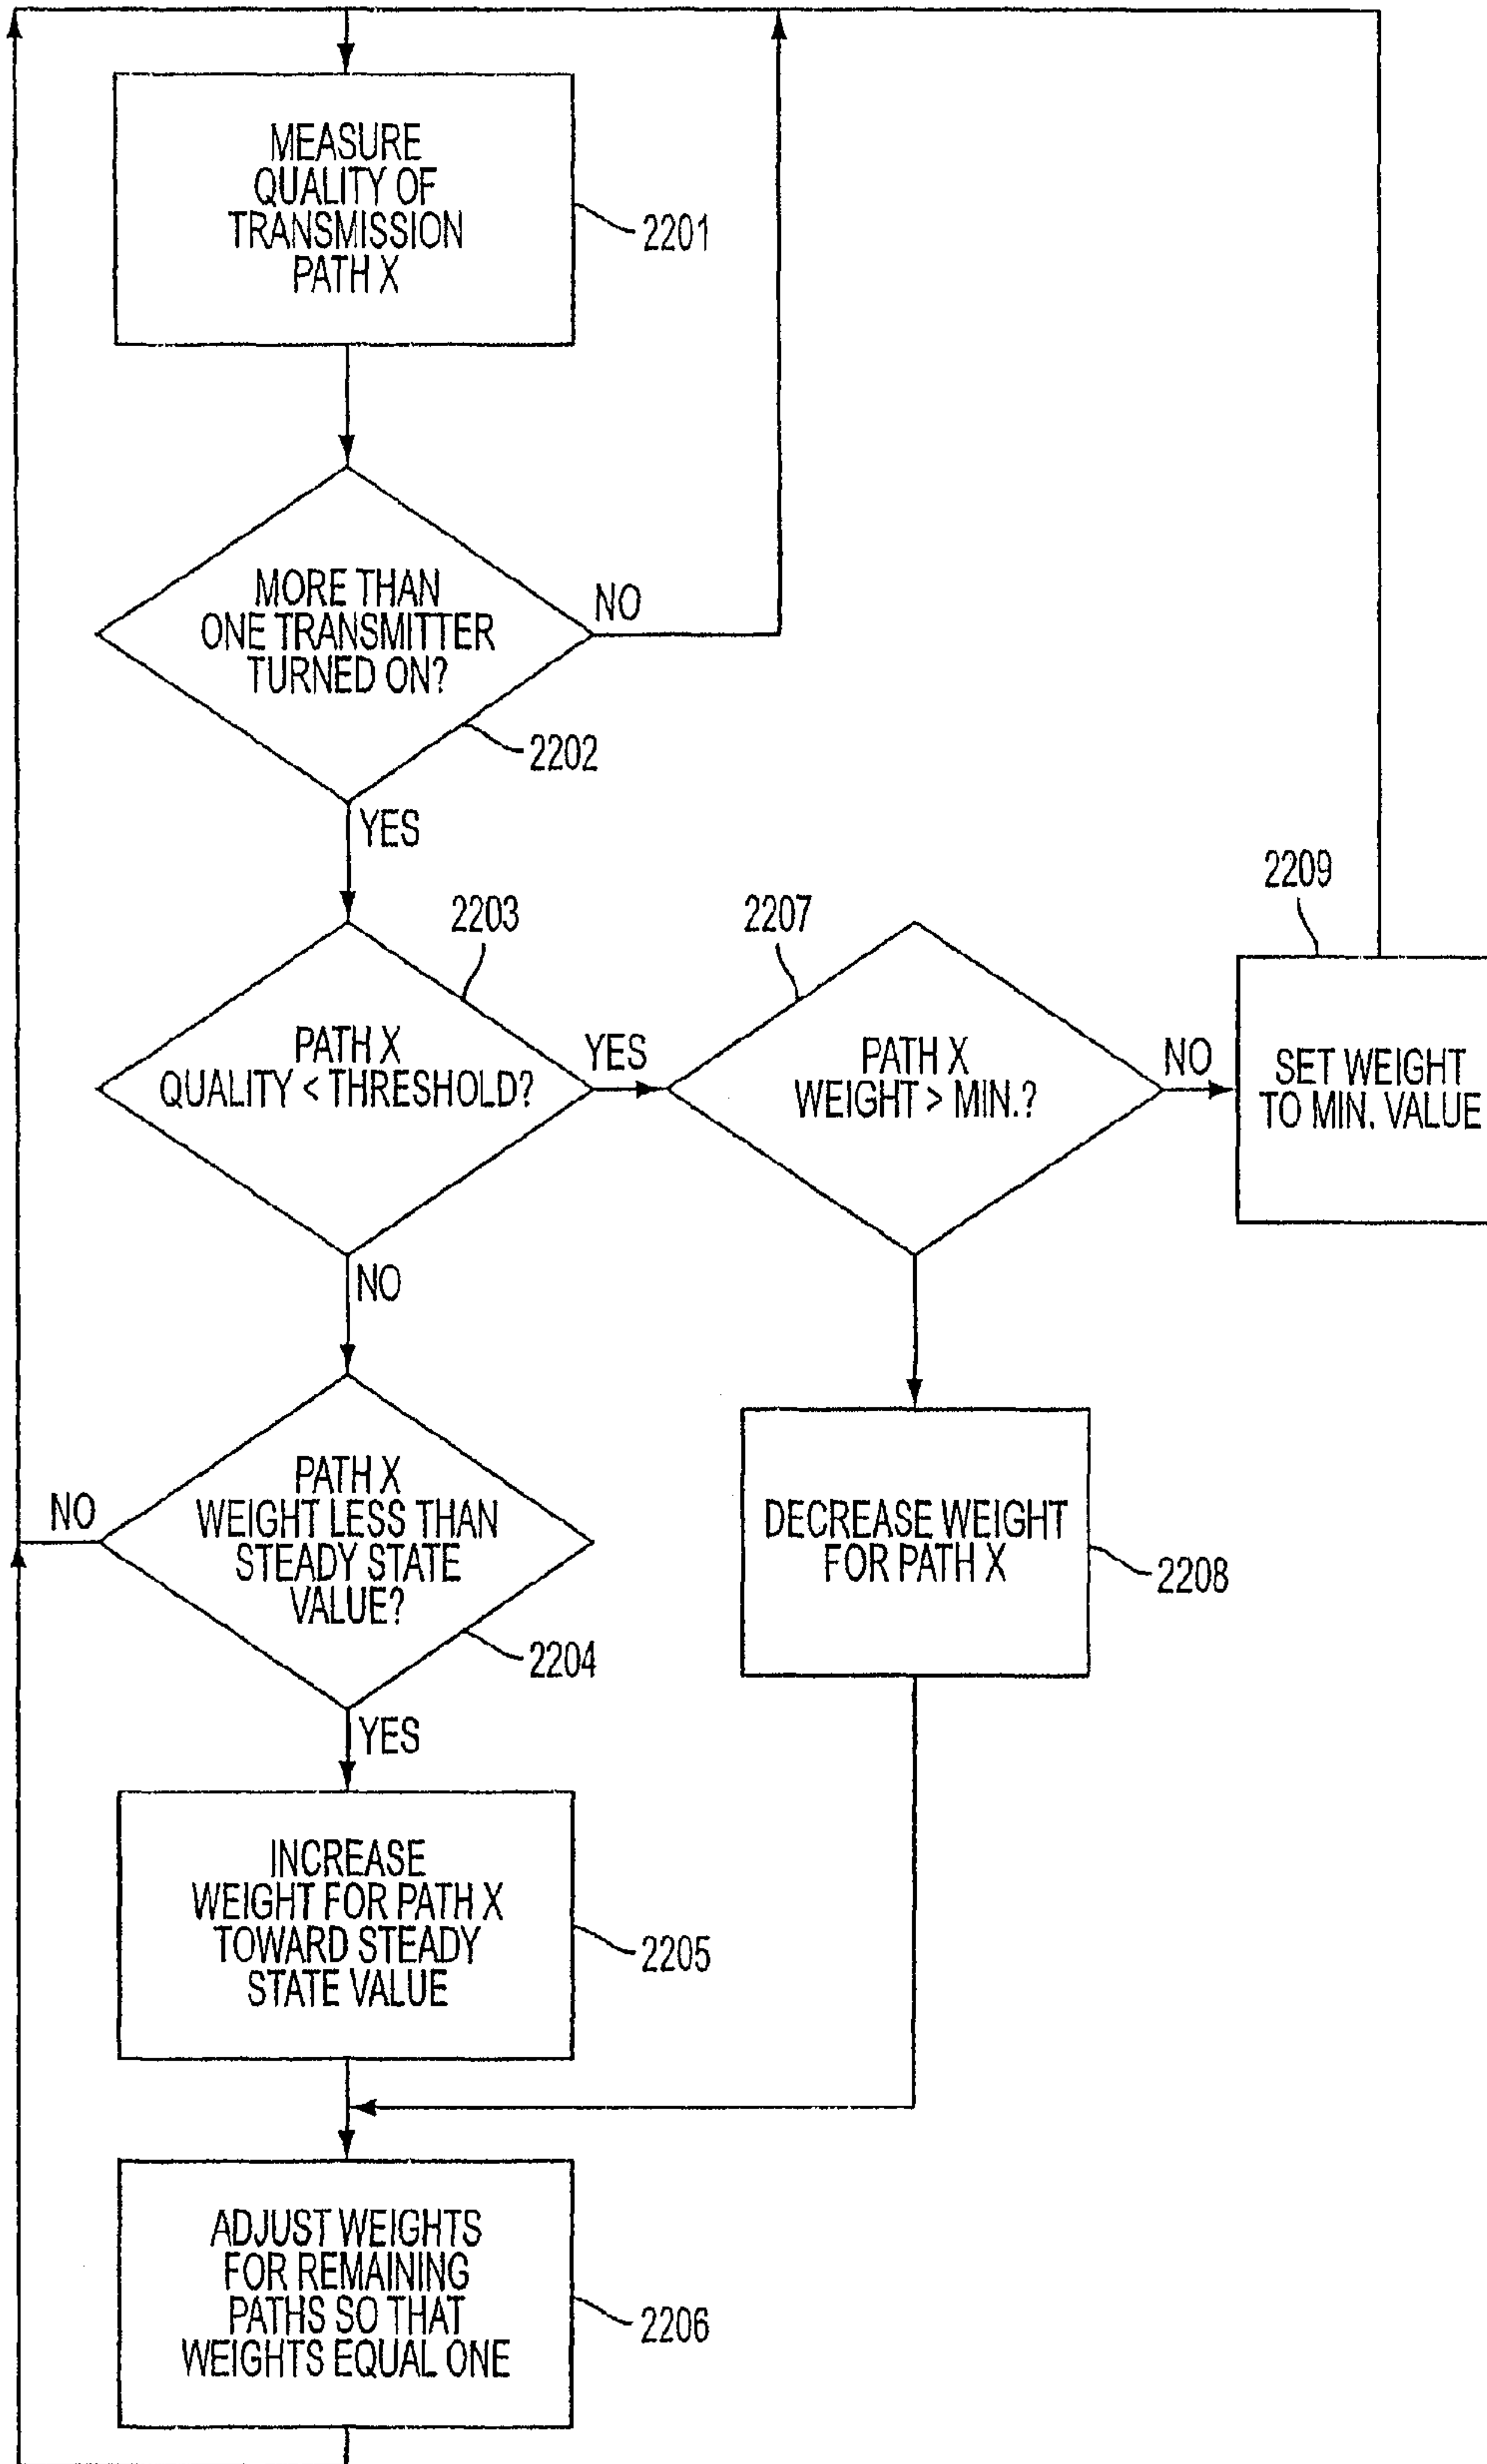 MEASURE
QUALITY OF
TRANSMISSION
PATH X
2201
MORE THAN
ONE TRANSMITTER
TURNED ON?
NO
2202
YES
2203
PATH X
QUALITY < THRESHOLD?
YES
2207
PATH X
WEIGHT > MIN.?
NO
2209
SET WEIGHT
TO MIN. VALUE
NO
PATH X
WEIGHT LESS THAN
STEADY STATE
VALUE?
NO
2204
DECREASE WEIGHT
FOR PATH X
2208
YES
INCREASE
WEIGHT FOR PATH X
TOWARD STEADY
STATE VALUE
2205
ADJUST WEIGHTS
FOR REMAINING
PATHS SO THAT
WEIGHTS EQUAL ONE
2206